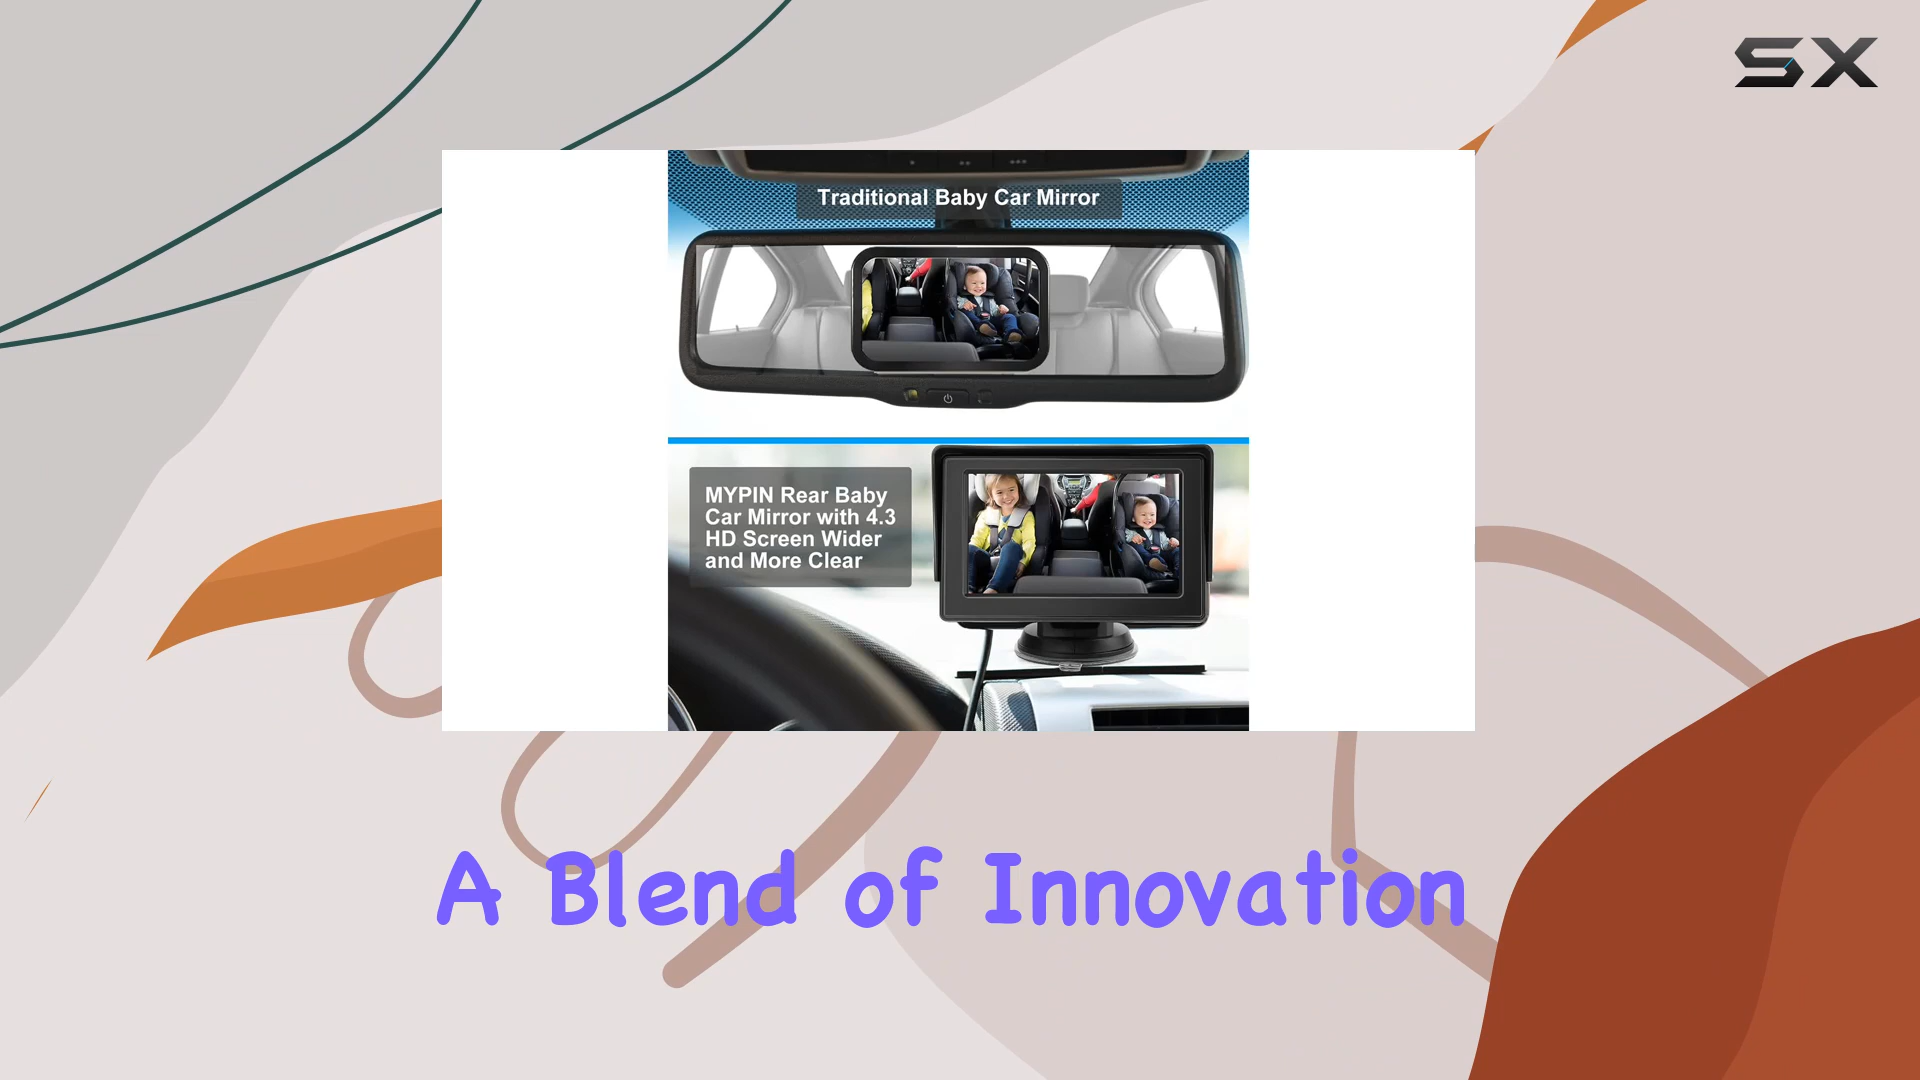 SX
Traditional Baby Car Mirror
MYPIN Rear Baby
Car Mirror with 4.3
HD Screen Wider
and More Clear
A Blend of Innovation